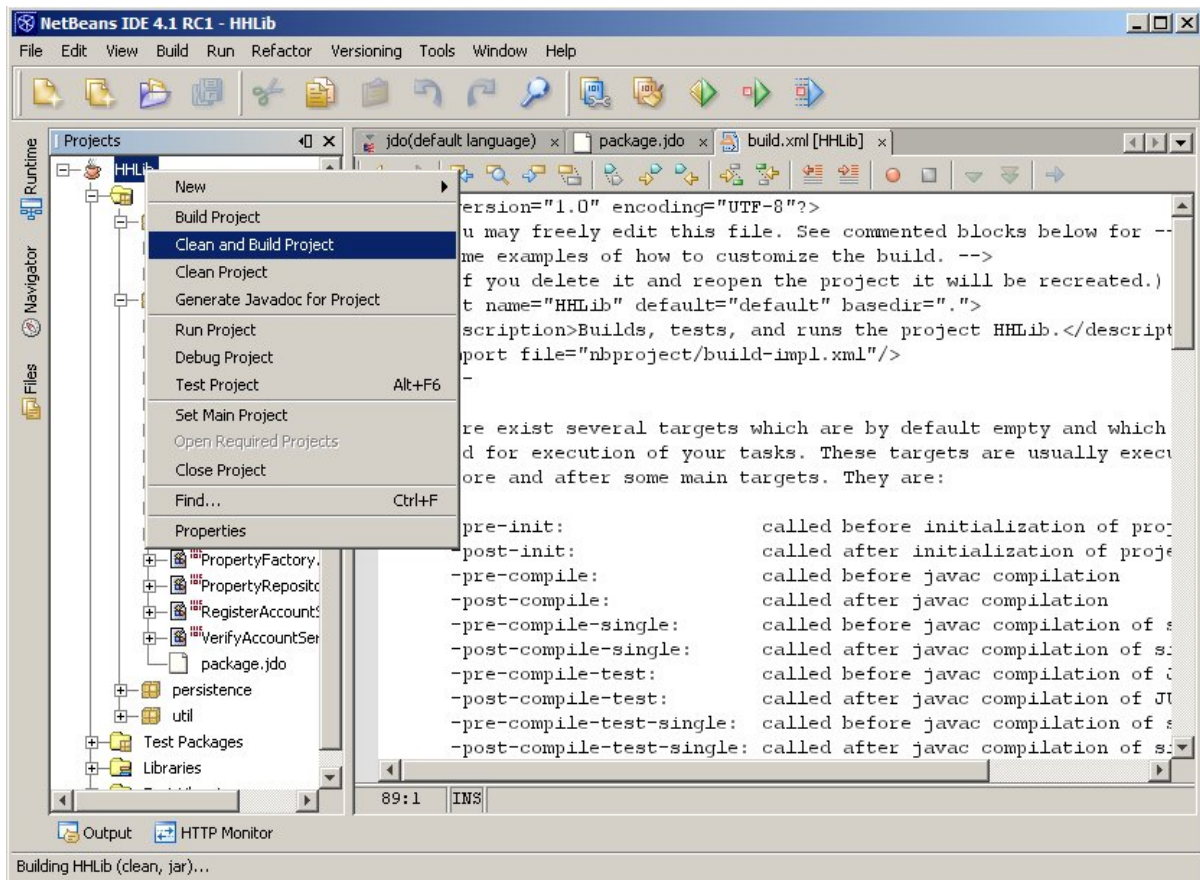 NetBeans IDE 4.1 RC1 - HHLib
File Edit View Build Run Refactor Versioning Tools Window Help
Runtime
Navigator
Files
Projects
jdo(default language) package.jdo build.xml [HHLib]
HHLib
New
Build Project
Clean and Build Project
Clean Project
Generate Javadoc for Project
Run Project
Debug Project
Test Project Alt+F6
Set Main Project
Open Required Projects
Close Project
Find... Ctrl+F
Properties
PropertyFactory.
PropertyReposito
RegisterAccountS
VerifyAccountSer
package.jdo
persistence
util
Test Packages
Libraries
ersion="1.0" encoding="UTF-8"?>
u may freely edit this file. See commented blocks below for --
me examples of how to customize the build. -->
f you delete it and reopen the project it will be recreated.)
t name="HHLib" default="default" basedir=".">
scription>Builds, tests, and runs the project HHLib.</descript
port file="nbproject/build-impl.xml"/>
-
re exist several targets which are by default empty and which
d for execution of your tasks. These targets are usually execu
ore and after some main targets. They are:
-pre-init: called before initialization of proj
-post-init: called after initialization of proje
-pre-compile: called before javac compilation
-post-compile: called after javac compilation
-pre-compile-single: called before javac compilation of s
-post-compile-single: called after javac compilation of si
-pre-compile-test: called before javac compilation of J
-post-compile-test: called after javac compilation of JU
-pre-compile-test-single: called before javac compilation of s
-post-compile-test-single: called after javac compilation of si
89:1 INS
Output HTTP Monitor
Building HHLib (clean, jar)...